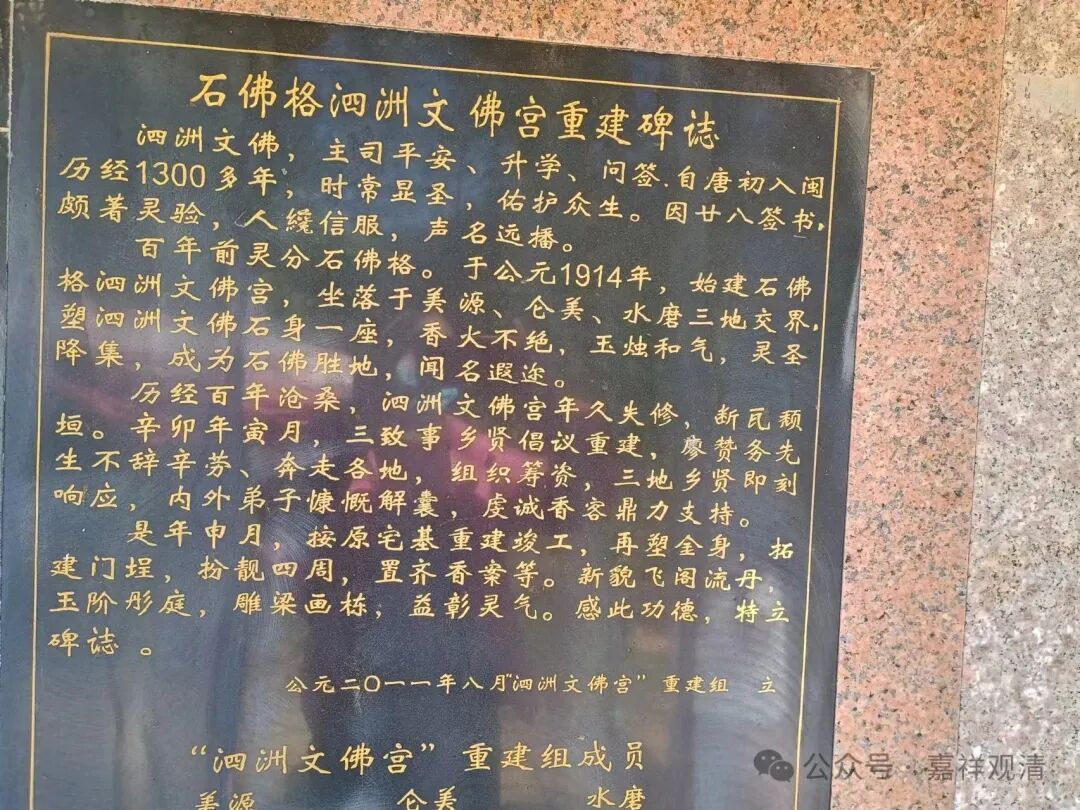 石佛格泗洲文佛宫重建碑誌
泗洲文佛，主司平安、升学、问签.自唐初入闽
历经1300多年，时常显圣，佑护众生。因廿八签书，
颇著灵验，人纔信服，声名远播。
百年前灵分石佛格。于公元1914年，始建石佛
格泗洲文佛宫，坐落于美源、仑美、水磨三地交界，
塑泗洲文佛石身一座，香火不绝，玉烛和气，灵圣
降集，成为石佛胜地，闻名遐迩。
历经百年沧桑，泗洲文佛宫年久失修，断瓦颓
垣。辛卯年寅月，三致事乡贤倡议重建，廖赞务先
生不辞辛劳、奔走各地，组织筹资，三地乡贤即刻
响应，内外弟子慷慨解囊，虔诚香客鼎力支持。
是年申月，按原宅基重建竣工，再塑金身，拓
建门埕，扮靓四周，置齐香案等。新貌飞阁流丹，
玉阶彤庭，雕梁画栋，益彰灵气。感此功德，特立
碑誌。
公元二〇一一年八月“泗洲文佛宫”重建组 立
“泗洲文佛宫”重建组成员
美源 仑美 水磨
公众号·嘉祥观清